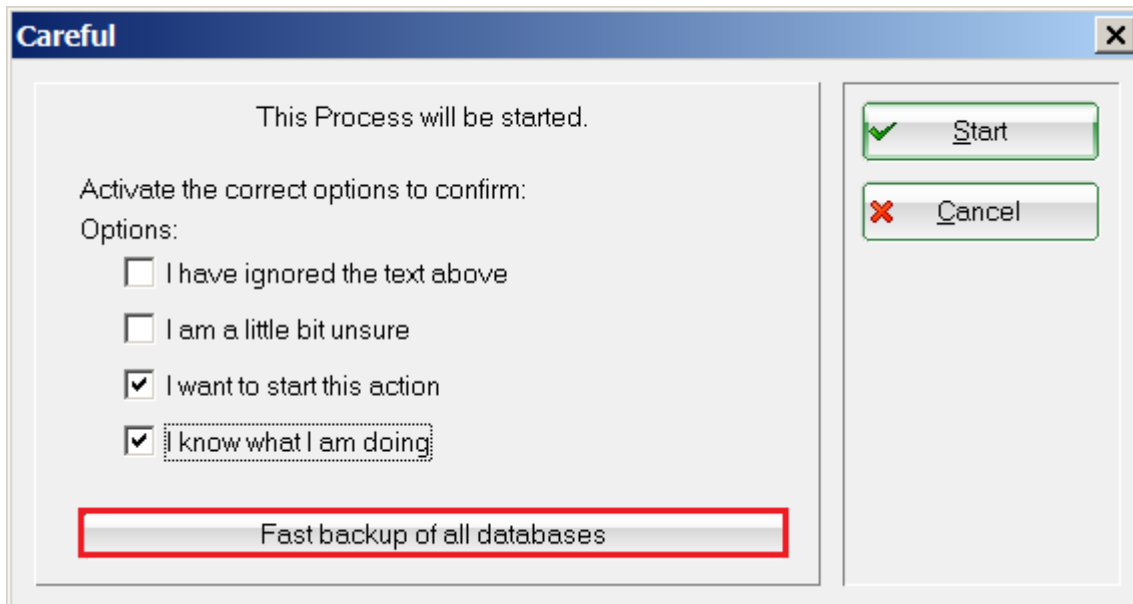 Careful
This Process will be started.
Activate the correct options to confirm:
Options:
I have ignored the text above
I am a little bit unsure
I want to start this action
I know what I am doing
Fast backup of all databases
Start
Cancel